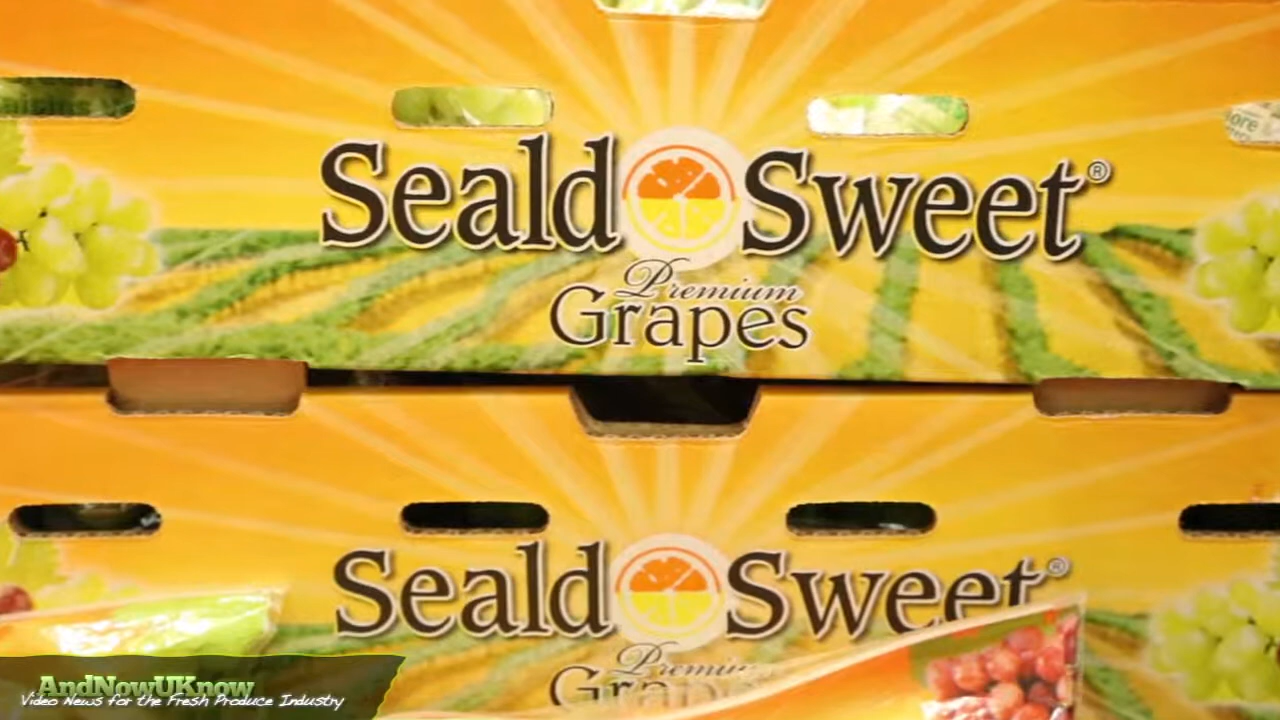 Seald Sweet®
Premium
Grapes
Seald Sweet®
AndNowUKnow
Video News for the Fresh Produce Industry